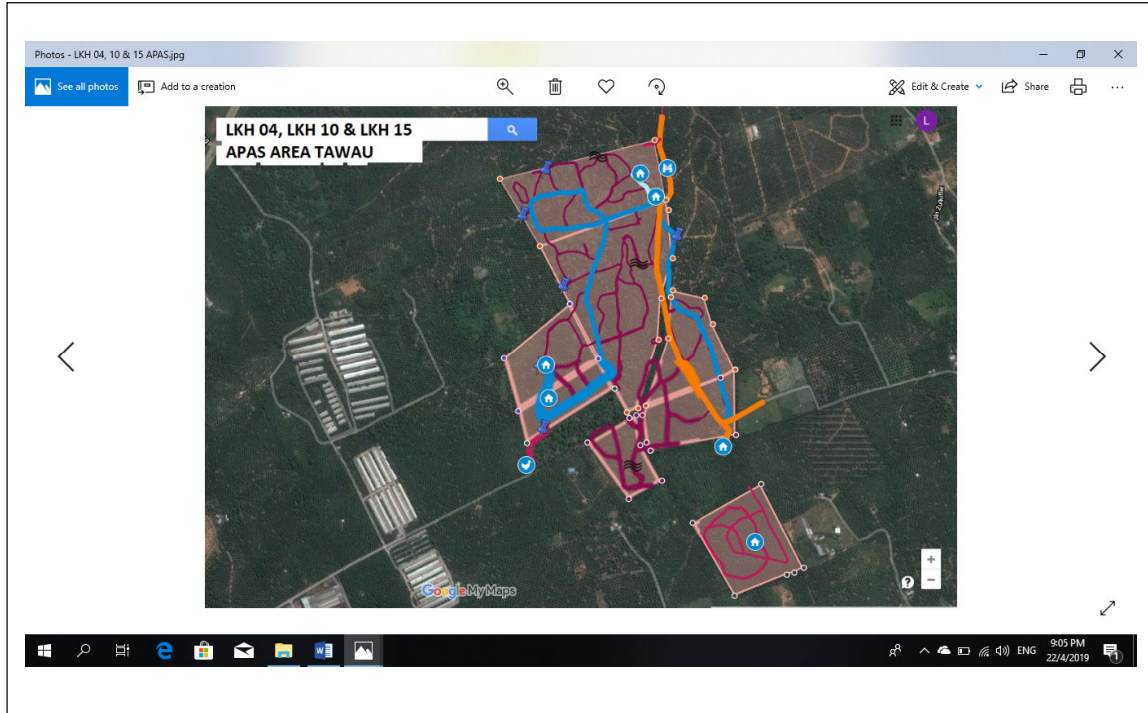 Photos - LKH 04, 10 & 15 APAS.jpg
See all photos
Add to a creation
Edit & Create
Share
LKH 04, LKH 10 & LKH 15
APAS AREA TAWAU
L
Google My Maps
ENG
9:05 PM
22/4/2019
1